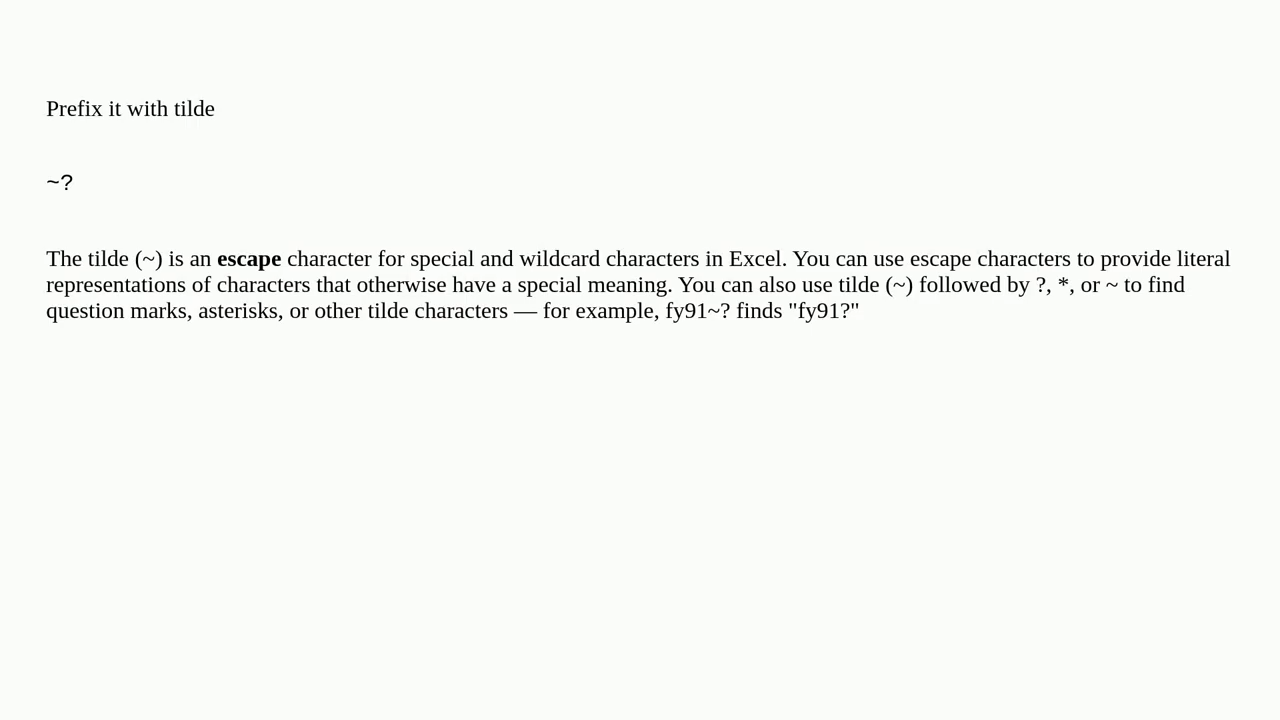 Prefix it with tilde
~?
The tilde (~) is an escape character for special and wildcard characters in Excel. You can use escape characters to provide literal
representations of characters that otherwise have a special meaning. You can also use tilde (~) followed by ?, *, or ~ to find
question marks, asterisks, or other tilde characters — for example, fy91~? finds "fy91?"